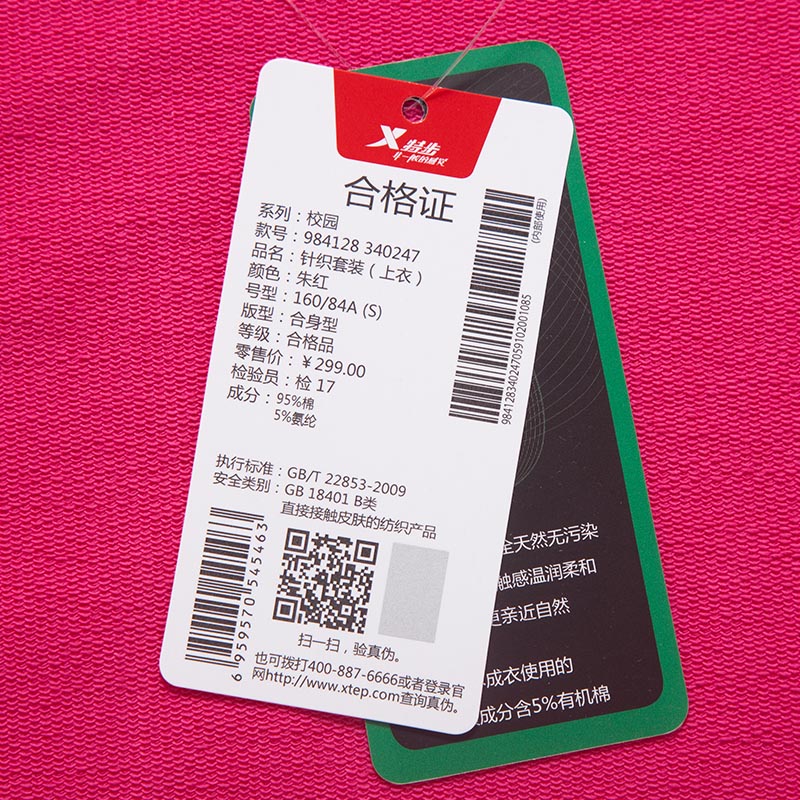 特步
合格证
系列：校园
款号：984128 340247
品名：针织套装（上衣）
颜色：朱红
号型：160/84A (S)
版型：合身型
等级：合格品
零售价：￥299.00
检验员：检 17
成分：95%棉
5%氨纶
执行标准：GB/T 22853-2009
安全类别：GB 18401 B类
直接接触皮肤的纺织产品
扫一扫，验真伪。
也可拨打400-887-6666或者登录官
网http://www.xtep.com查询真伪。
6 959570 545463
984128340247059102001085
(内部使用)
全天然无污染
触感温润柔和
更亲近自然
成衣使用的
成分含5%有机棉